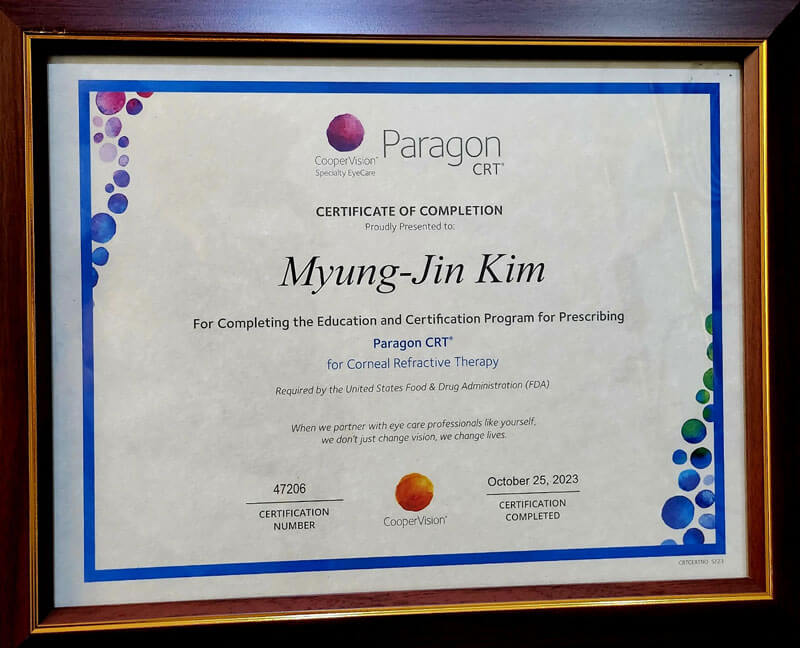 CooperVision®
Specialty EyeCare
Paragon
CRT®
CERTIFICATE OF COMPLETION
Proudly Presented to:
Myung-Jin Kim
For Completing the Education and Certification Program for Prescribing
Paragon CRT®
for Corneal Refractive Therapy
Required by the United States Food & Drug Administration (FDA)
When we partner with eye care professionals like yourself,
we don't just change vision, we change lives.
47206
CERTIFICATION
NUMBER
CooperVision®
October 25, 2023
CERTIFICATION
COMPLETED